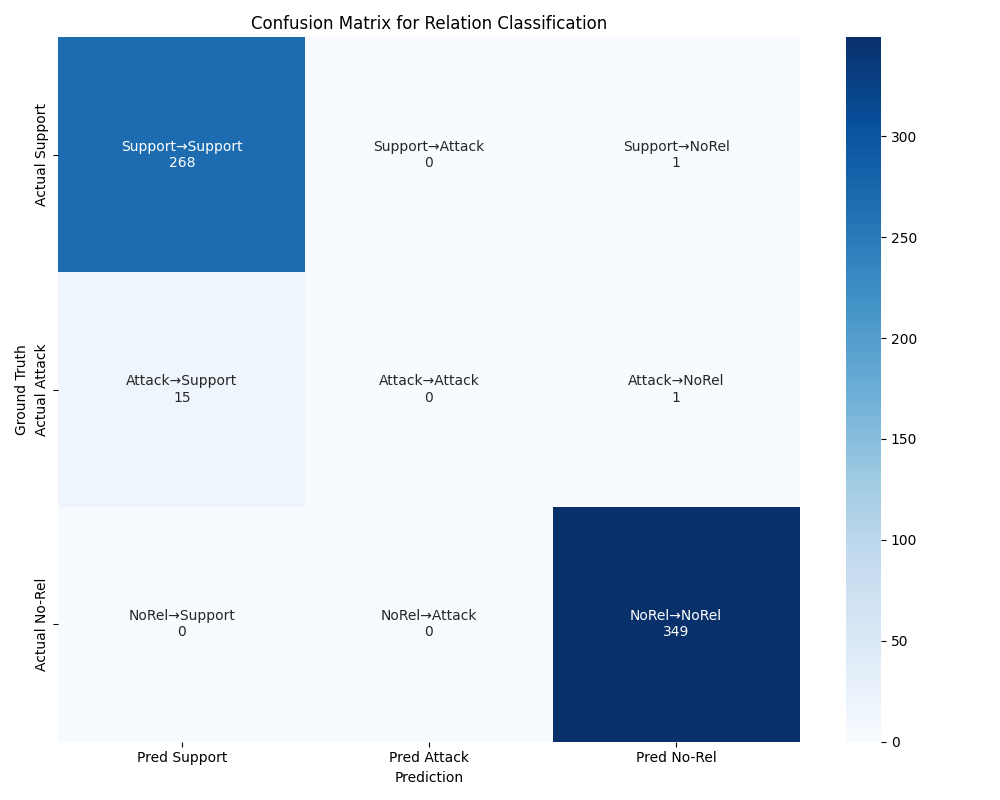 Confusion Matrix for Relation Classification
Ground Truth
Actual Support
Support→Support
268
Support→Attack
0
Support→NoRel
1
Actual Attack
Attack→Support
15
Attack→Attack
0
Attack→NoRel
1
Actual No-Rel
NoRel→Support
0
NoRel→Attack
0
NoRel→NoRel
349
Pred Support
Pred Attack
Pred No-Rel
Prediction
300
250
200
150
100
50
0